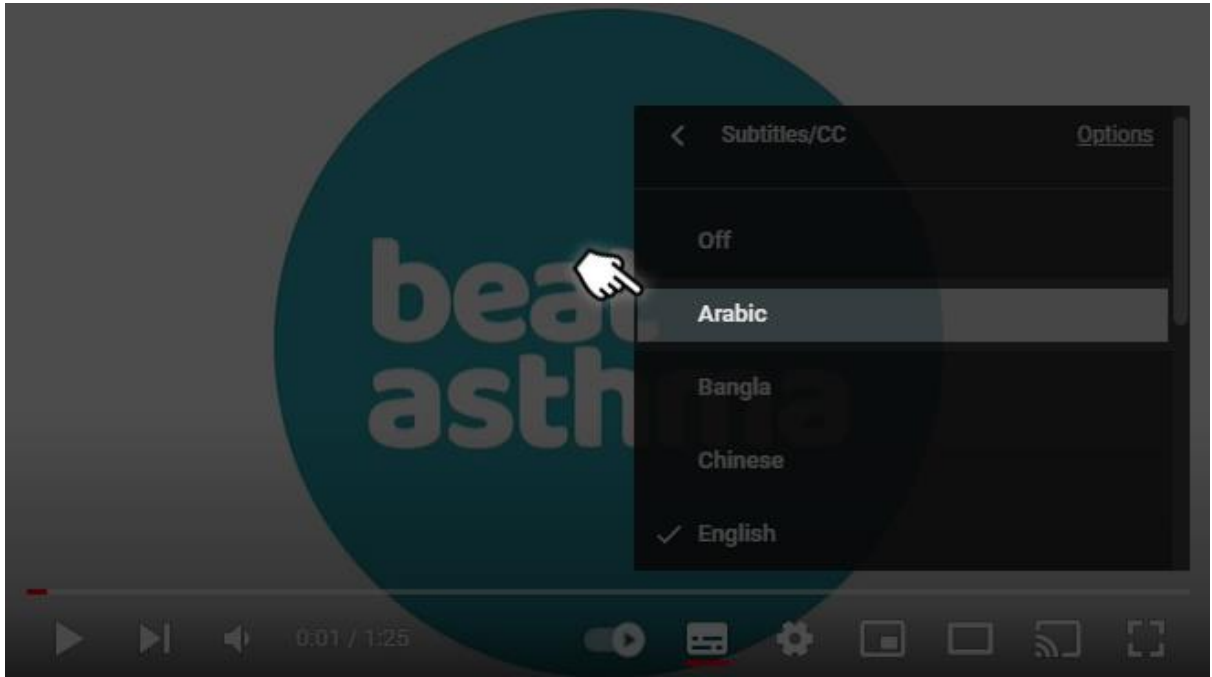 Subtitles/CC Options
Off
Arabic
Bangla
Chinese
English
beat
asthma
0:01 / 1:25